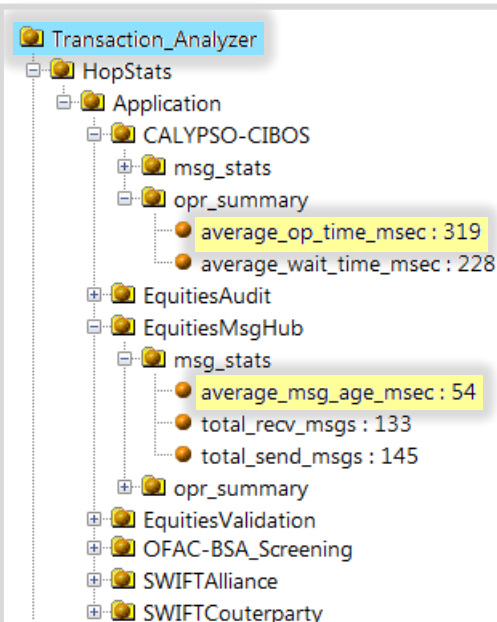 Transaction_Analyzer
HopStats
Application
CALYPSO-CIBOS
msg_stats
opr_summary
average_op_time_msec : 319
average_wait_time_msec : 228
EquitiesAudit
EquitiesMsgHub
msg_stats
average_msg_age_msec : 54
total_recv_msgs : 133
total_send_msgs : 145
opr_summary
EquitiesValidation
OFAC-BSA_Screening
SWIFTAlliance
SWIFTCouterparty